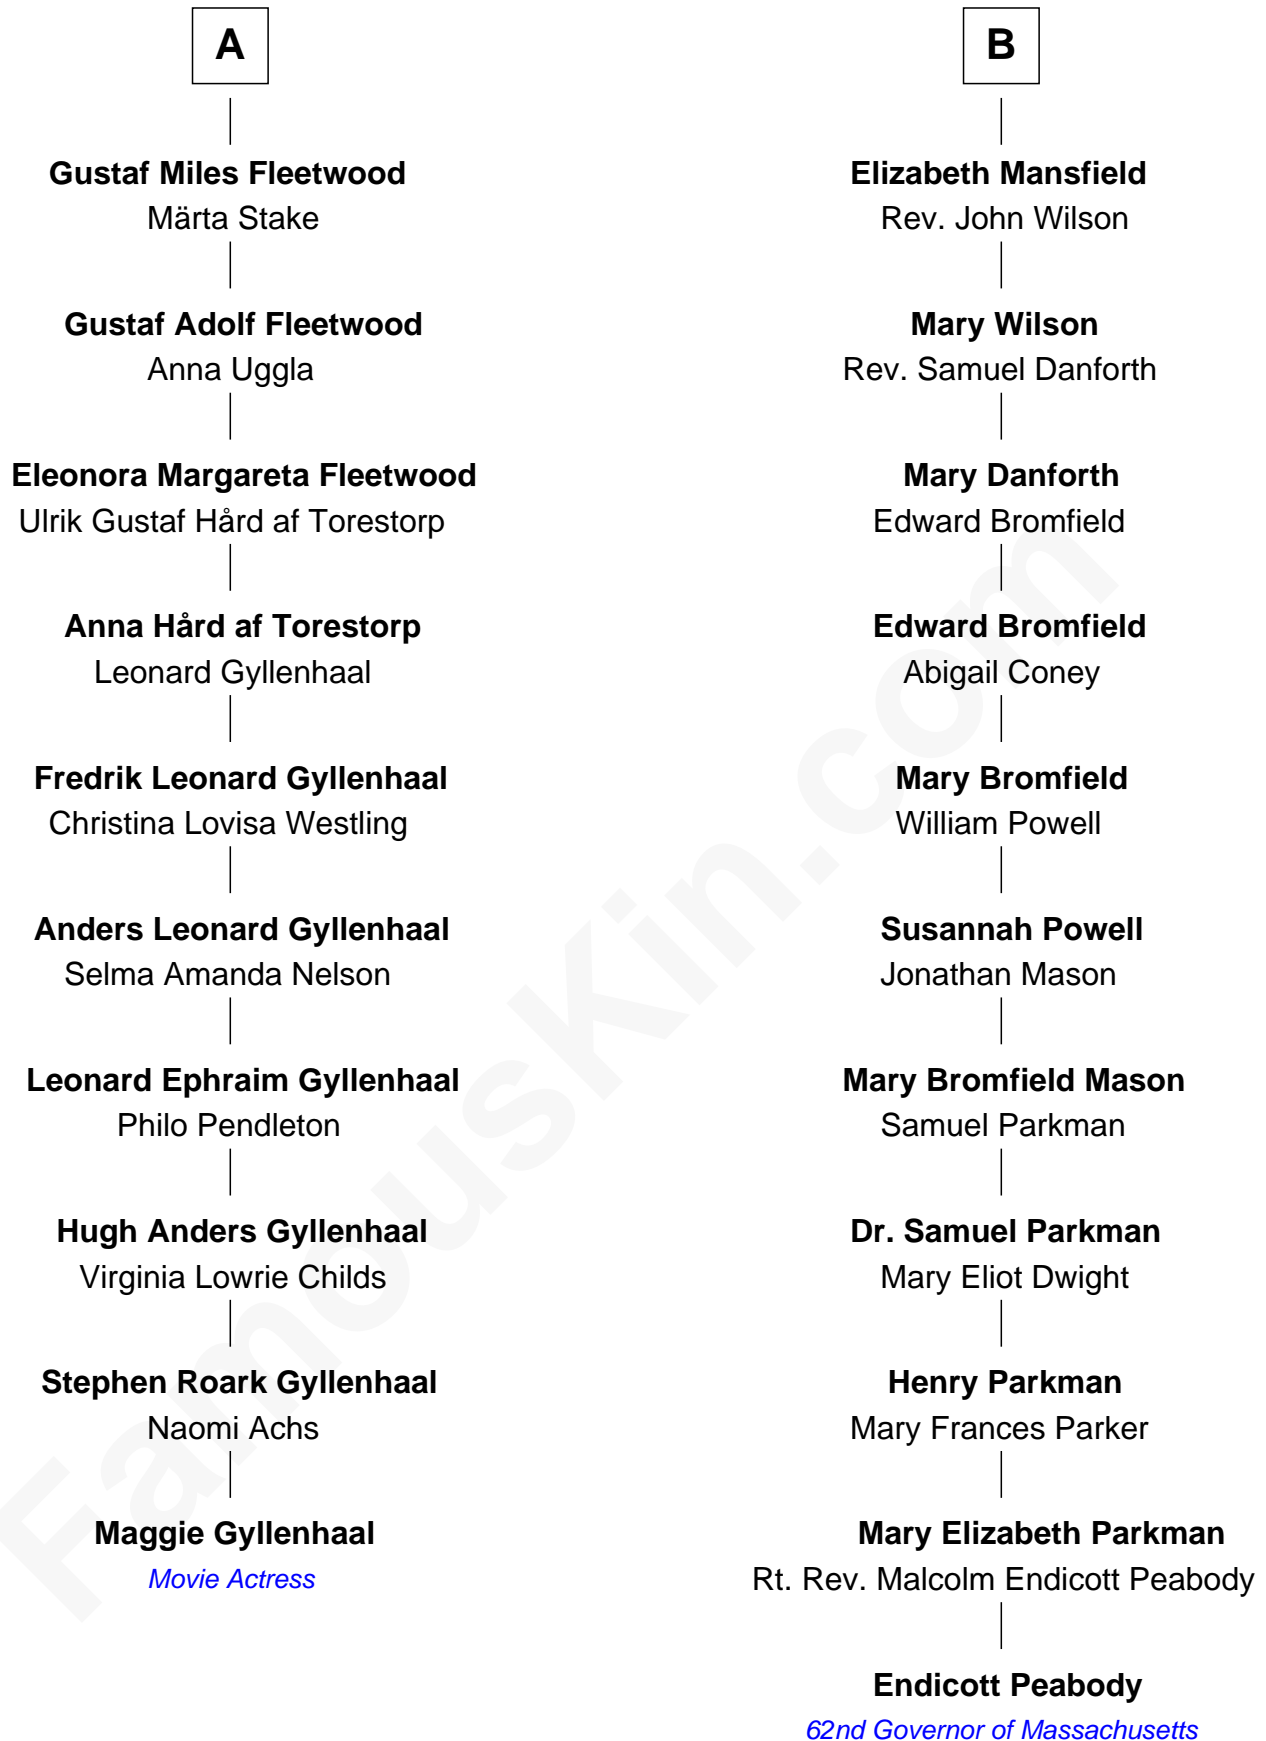 A
Gustaf Miles Fleetwood
Märta Stake
Gustaf Adolf Fleetwood
Anna Uggla
Eleonora Margareta Fleetwood
Ulrik Gustaf Hård af Torestorp
Anna Hård af Torestorp
Leonard Gyllenhaal
Fredrik Leonard Gyllenhaal
Christina Lovisa Westling
Anders Leonard Gyllenhaal
Selma Amanda Nelson
Leonard Ephraim Gyllenhaal
Philo Pendleton
Hugh Anders Gyllenhaal
Virginia Lowrie Childs
Stephen Roark Gyllenhaal
Naomi Achs
Maggie Gyllenhaal
Movie Actress
B
Elizabeth Mansfield
Rev. John Wilson
Mary Wilson
Rev. Samuel Danforth
Mary Danforth
Edward Bromfield
Edward Bromfield
Abigail Coney
Mary Bromfield
William Powell
Susannah Powell
Jonathan Mason
Mary Bromfield Mason
Samuel Parkman
Dr. Samuel Parkman
Mary Eliot Dwight
Henry Parkman
Mary Frances Parker
Mary Elizabeth Parkman
Rt. Rev. Malcolm Endicott Peabody
Endicott Peabody
62nd Governor of Massachusetts
FamousKin.com